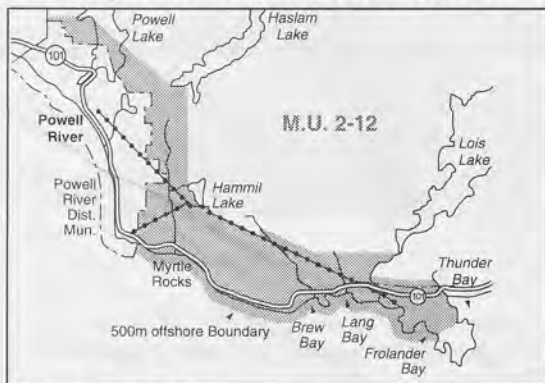 Powell
Lake
Haslam
Lake
101
M.U. 2-12
Powell
River
Lois
Lake
Powell
River
Dist.
Mun.
Hammil
Lake
Myrtle
Rocks
Thunder
Bay
101
500m offshore Boundary
Brew
Bay
Lang
Bay
Frolander
Bay